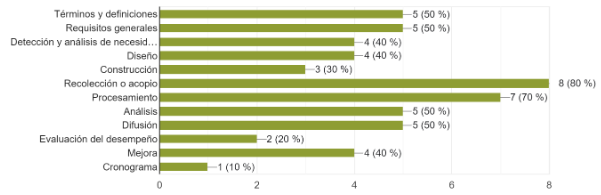 Términos y definiciones 5 (50 %)
Requisitos generales 5 (50 %)
Detección y análisis de necesid… 4 (40 %)
Diseño 4 (40 %)
Construcción 3 (30 %)
Recolección o acopio 8 (80 %)
Procesamiento 7 (70 %)
Análisis 5 (50 %)
Difusión 5 (50 %)
Evaluación del desempeño 2 (20 %)
Mejora 4 (40 %)
Cronograma 1 (10 %)
0 2 4 6 8